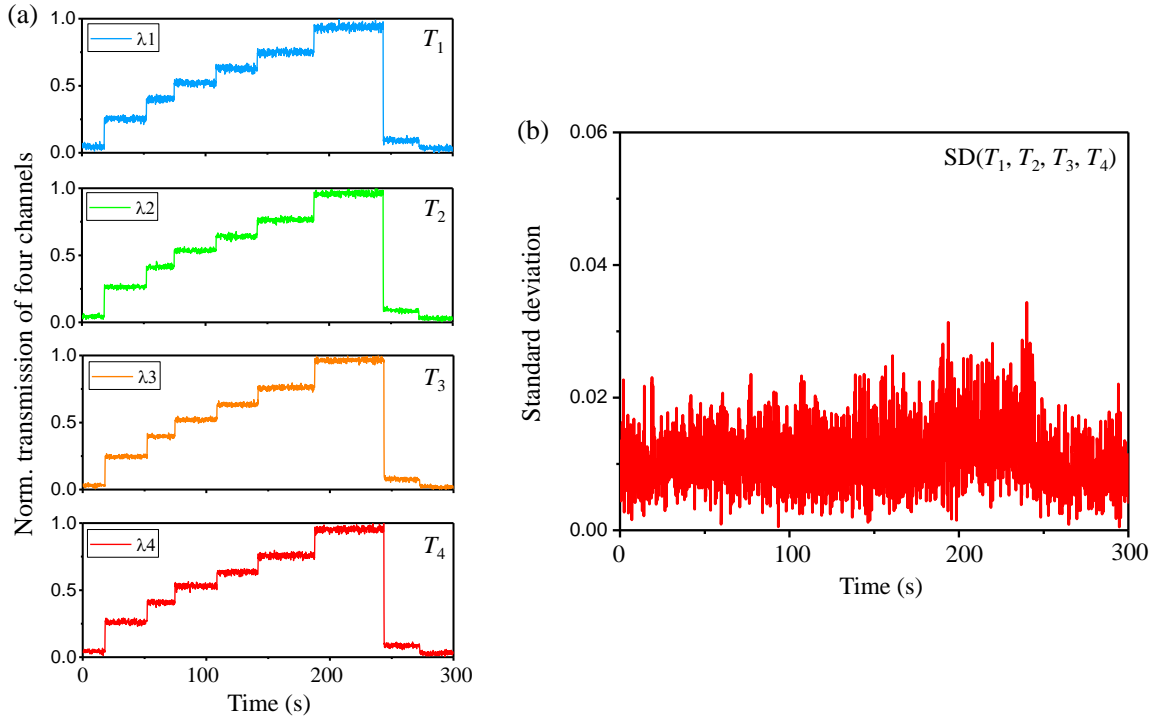 (a)
Norm. transmission of four channels
1.0
0.5
0.0
λ1
T1
1.0
0.5
0.0
λ2
T2
1.0
0.5
0.0
λ3
T3
1.0
0.5
0.0
λ4
T4
0 100 200 300
Time (s)
(b)
Standard deviation
0.06
0.04
0.02
0.00
SD(T1, T2, T3, T4)
0 100 200 300
Time (s)